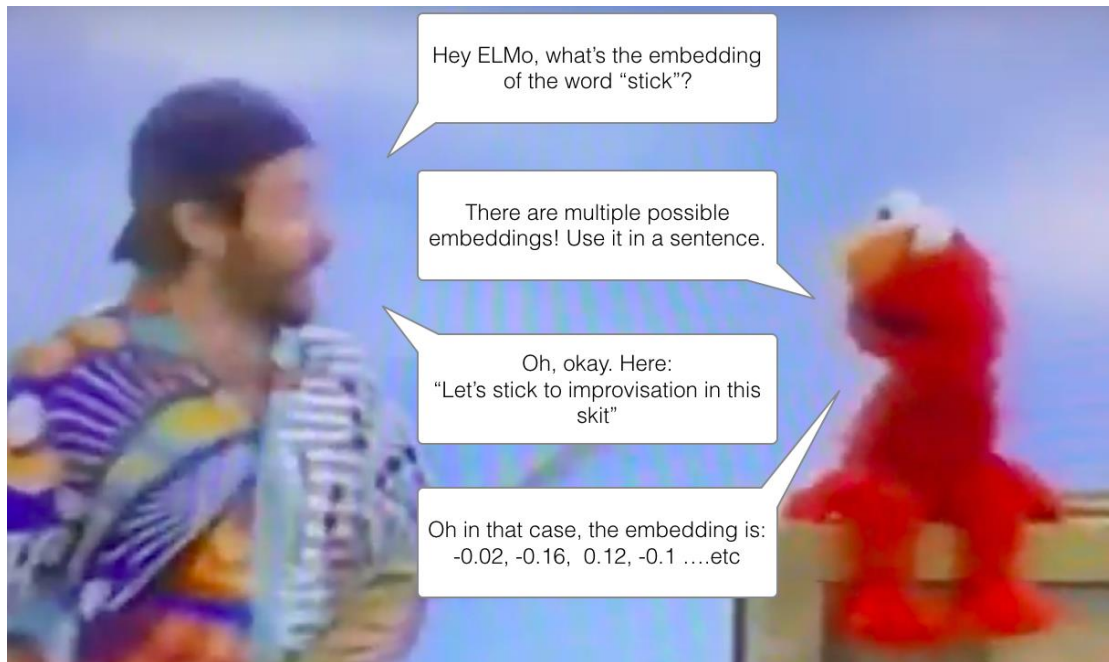 Hey ELMo, what’s the embedding
of the word “stick”?
There are multiple possible
embeddings! Use it in a sentence.
Oh, okay. Here:
“Let’s stick to improvisation in this
skit”
Oh in that case, the embedding is:
-0.02, -0.16, 0.12, -0.1 ….etc